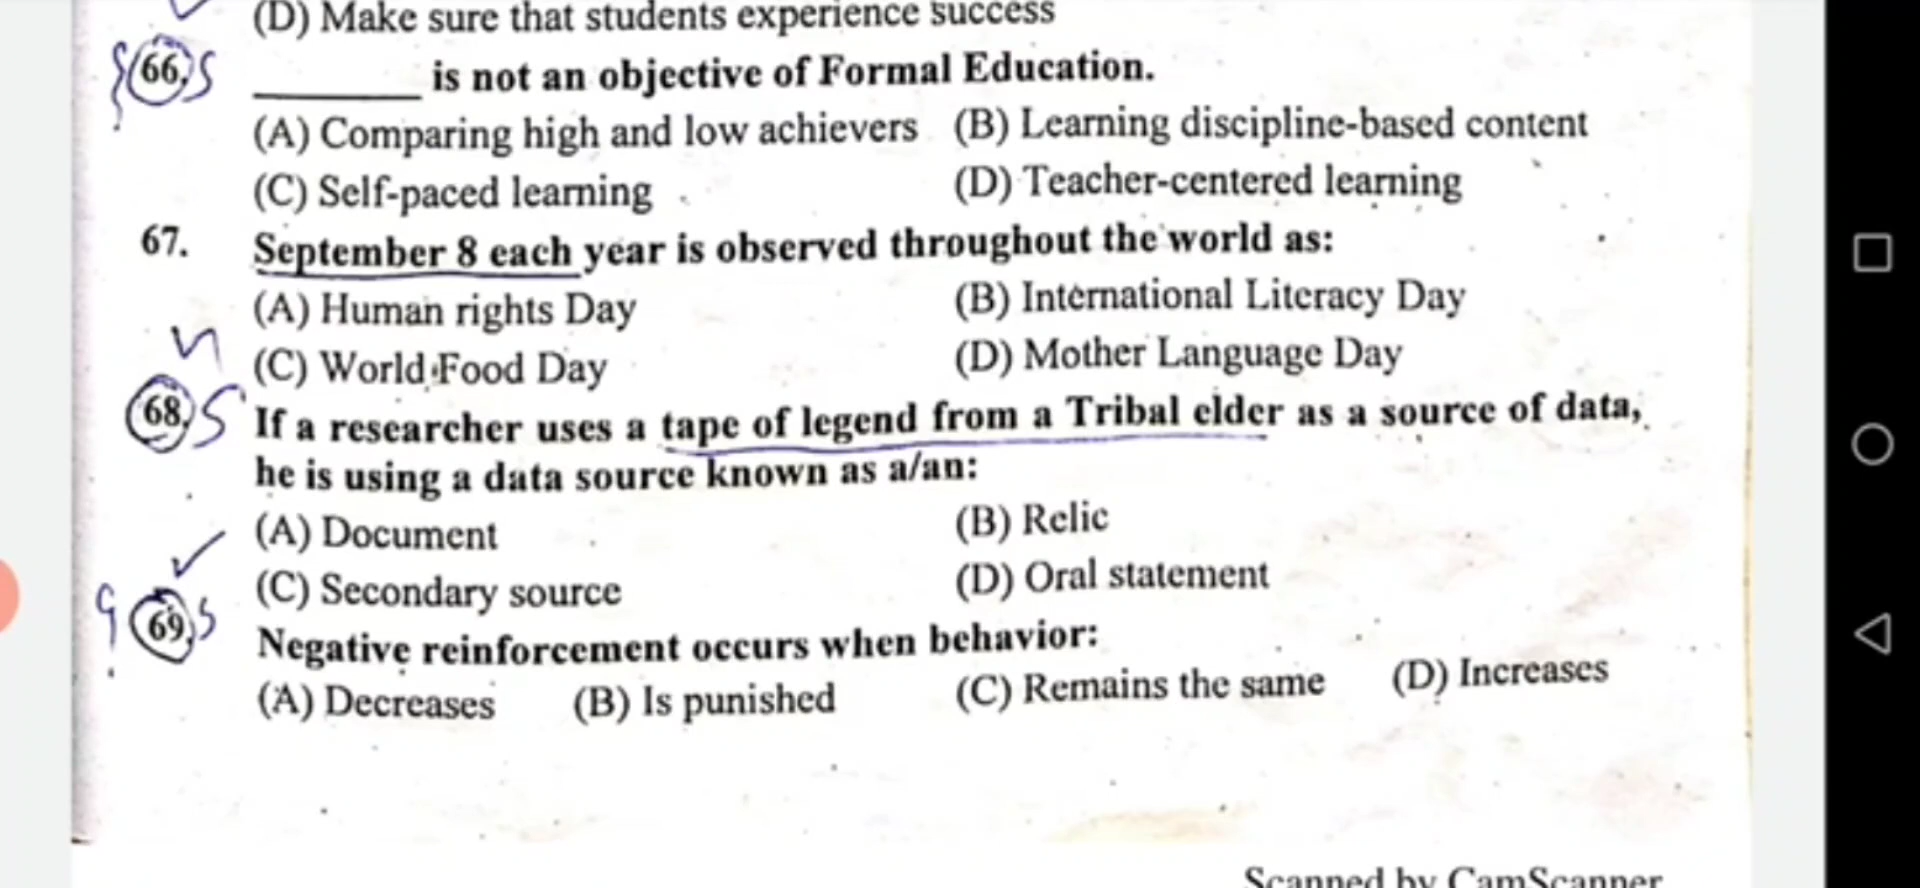 (D) Make sure that students experience success
66. ________ is not an objective of Formal Education.
(A) Comparing high and low achievers (B) Learning discipline-based content
(C) Self-paced learning (D) Teacher-centered learning
67. September 8 each year is observed throughout the world as:
(A) Human rights Day (B) International Literacy Day
(C) World Food Day (D) Mother Language Day
68. If a researcher uses a tape of legend from a Tribal elder as a source of data,
he is using a data source known as a/an:
(A) Document (B) Relic
(C) Secondary source (D) Oral statement
69. Negative reinforcement occurs when behavior:
(A) Decreases (B) Is punished (C) Remains the same (D) Increases
Scanned by CamScanner